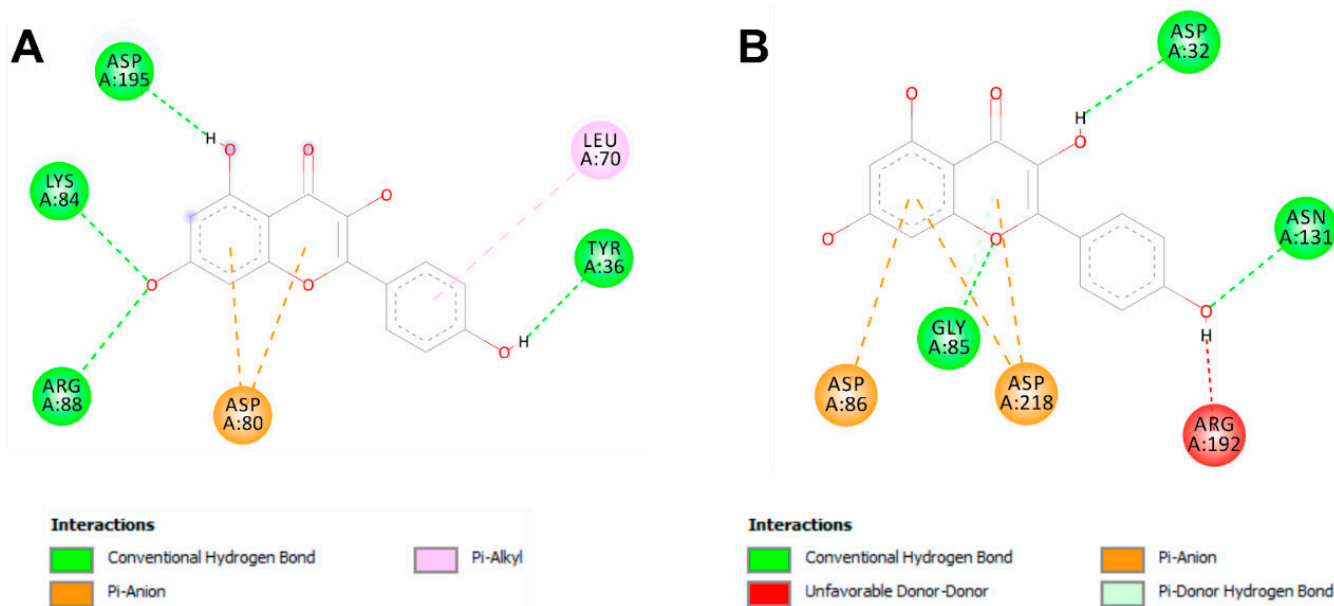 A
ASP
A:195
H
O
O
LYS
A:84
O
LEU
A:70
TYR
A:36
O
O
O
H
ARG
A:88
ASP
A:80
Interactions
Conventional Hydrogen Bond
Pi-Alkyl
Pi-Anion
B
ASP
A:32
O
O
H
O
ASN
A:131
O
O
O
H
GLY
A:85
ASP
A:86
ASP
A:218
ARG
A:192
Interactions
Conventional Hydrogen Bond
Pi-Anion
Unfavorable Donor-Donor
Pi-Donor Hydrogen Bond